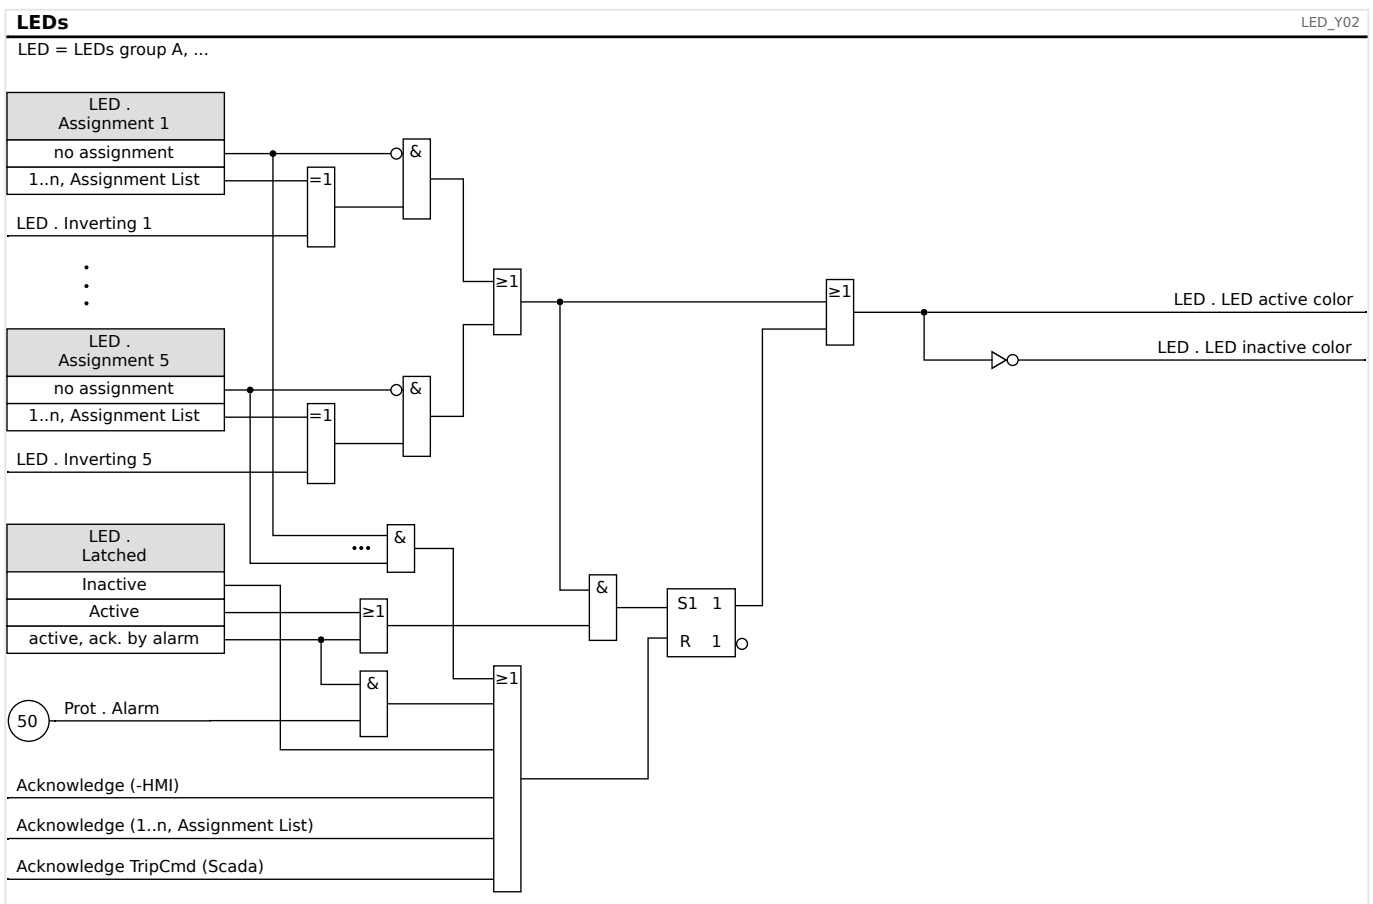 LEDs
LED_Y02
LED = LEDs group A, ...
LED .
Assignment 1
no assignment
&
1..n, Assignment List
=1
LED . Inverting 1
≥1
≥1
LED . LED active color
LED .
Assignment 5
LED . LED inactive color
no assignment
&
1..n, Assignment List
=1
LED . Inverting 5
LED .
Latched
&
...
Inactive
&
Active
≥1
S1 1
active, ack. by alarm
R 1
&
≥1
50
Prot . Alarm
Acknowledge (-HMI)
Acknowledge (1..n, Assignment List)
Acknowledge TripCmd (Scada)